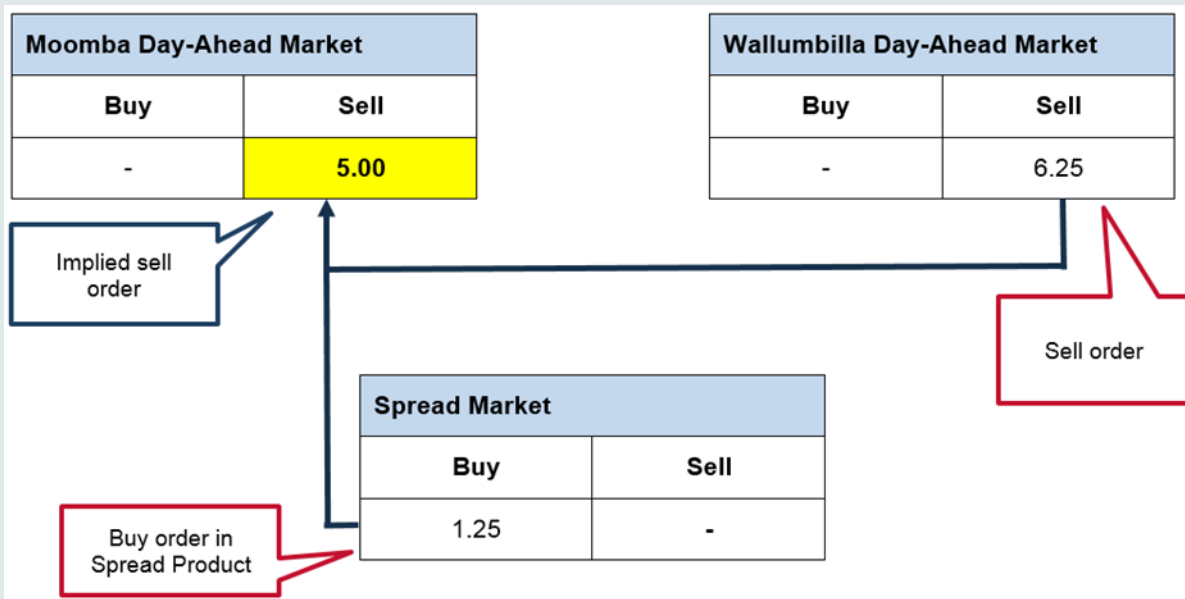 Moomba Day-Ahead Market
Buy Sell
- 5.00
Wallumbilla Day-Ahead Market
Buy Sell
- 6.25
Implied sell
order
Sell order
Spread Market
Buy Sell
1.25 -
Buy order in
Spread Product